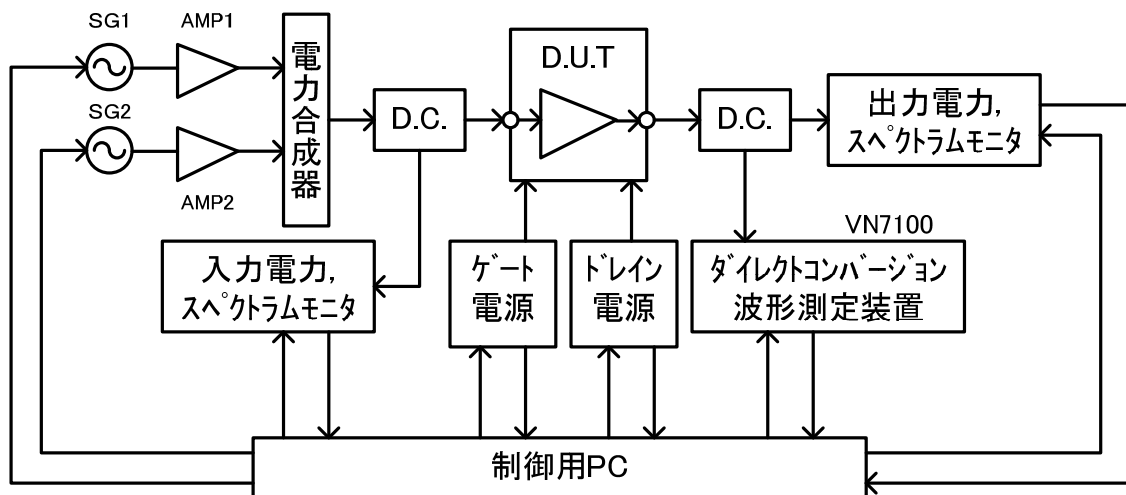 SG1
AMP1
SG2
AMP2
電力合成器
D.C.
D.U.T
D.C.
出力電力,
ｽﾍﾟｸﾄﾗﾑﾓﾆﾀ
VN7100
入力電力,
ｽﾍﾟｸﾄﾗﾑﾓﾆﾀ
ｹﾞｰﾄ
電源
ﾄﾞﾚｲﾝ
電源
ﾀﾞｲﾚｸﾄｺﾝﾊﾞｰｼﾞｮﾝ
波形測定装置
制御用PC